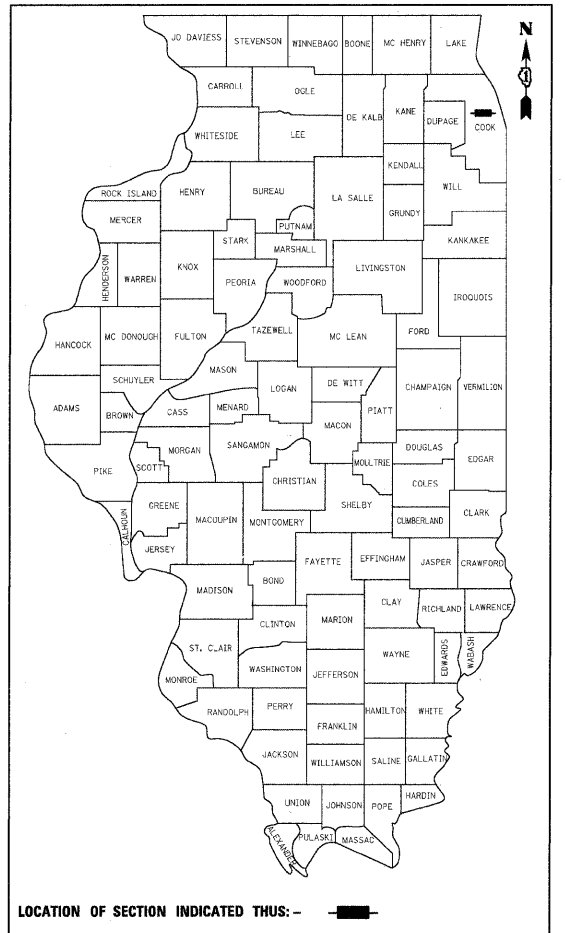 JO DAVIESS STEVENSON WINNEBAGO BOONE MC HENRY LAKE
N
CARROLL OGLE DE KALB KANE DUPAGE COOK
WHITESIDE LEE
KENDALL
ROCK ISLAND HENRY BUREAU LA SALLE GRUNDY WILL
MERCER PUTNAM
STARK MARSHALL KANKAKEE
HENDERSON WARREN KNOX PEORIA WOODFORD LIVINGSTON IROQUOIS
HANCOCK MC DONOUGH FULTON TAZEWELL MC LEAN FORD
MASON
SCHUYLER LOGAN DE WITT CHAMPAIGN VERMILION
ADAMS BROWN CASS MENARD PIATT
MACON
MORGAN SANGAMON DOUGLAS EDGAR
PIKE SCOTT CHRISTIAN MOULTRIE COLES
CALHOUN GREENE MACOUPIN MONTGOMERY SHELBY CUMBERLAND CLARK
JERSEY FAYETTE EFFINGHAM JASPER CRAWFORD
MADISON BOND
CLINTON MARION CLAY RICHLAND LAWRENCE
ST. CLAIR WAYNE EDWARDS WABASH
MONROE WASHINGTON JEFFERSON
RANDOLPH PERRY FRANKLIN HAMILTON WHITE
JACKSON WILLIAMSON SALINE GALLATIN
UNION JOHNSON POPE HARDIN
ALEXANDER PULASKI MASSAC
LOCATION OF SECTION INDICATED THUS: -